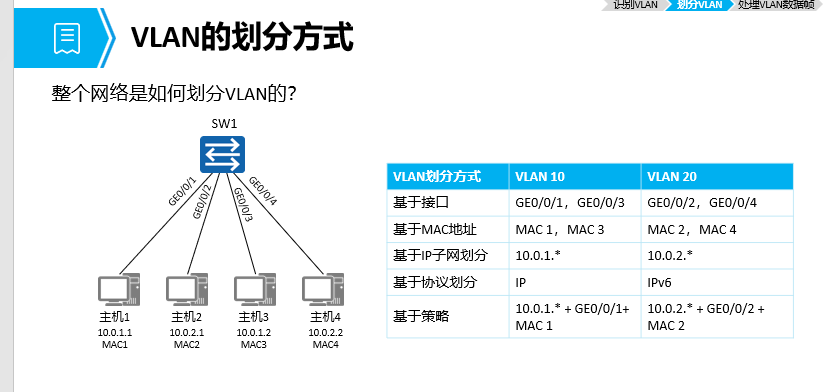 识别VLAN 划分VLAN 处理VLAN数据帧
VLAN的划分方式
整个网络是如何划分VLAN的?
SW1
GE0/0/1
GE0/0/2
GE0/0/3
GE0/0/4
主机1 主机2 主机3 主机4
10.0.1.1 10.0.2.1 10.0.1.2 10.0.2.2
MAC1 MAC2 MAC3 MAC4
VLAN划分方式 VLAN 10 VLAN 20
基于接口 GE0/0/1，GE0/0/3 GE0/0/2，GE0/0/4
基于MAC地址 MAC 1，MAC 3 MAC 2，MAC 4
基于IP子网划分 10.0.1.* 10.0.2.*
基于协议划分 IP IPv6
基于策略 10.0.1.* + GE0/0/1+ 10.0.2.* + GE0/0/2 +
MAC 1 MAC 2